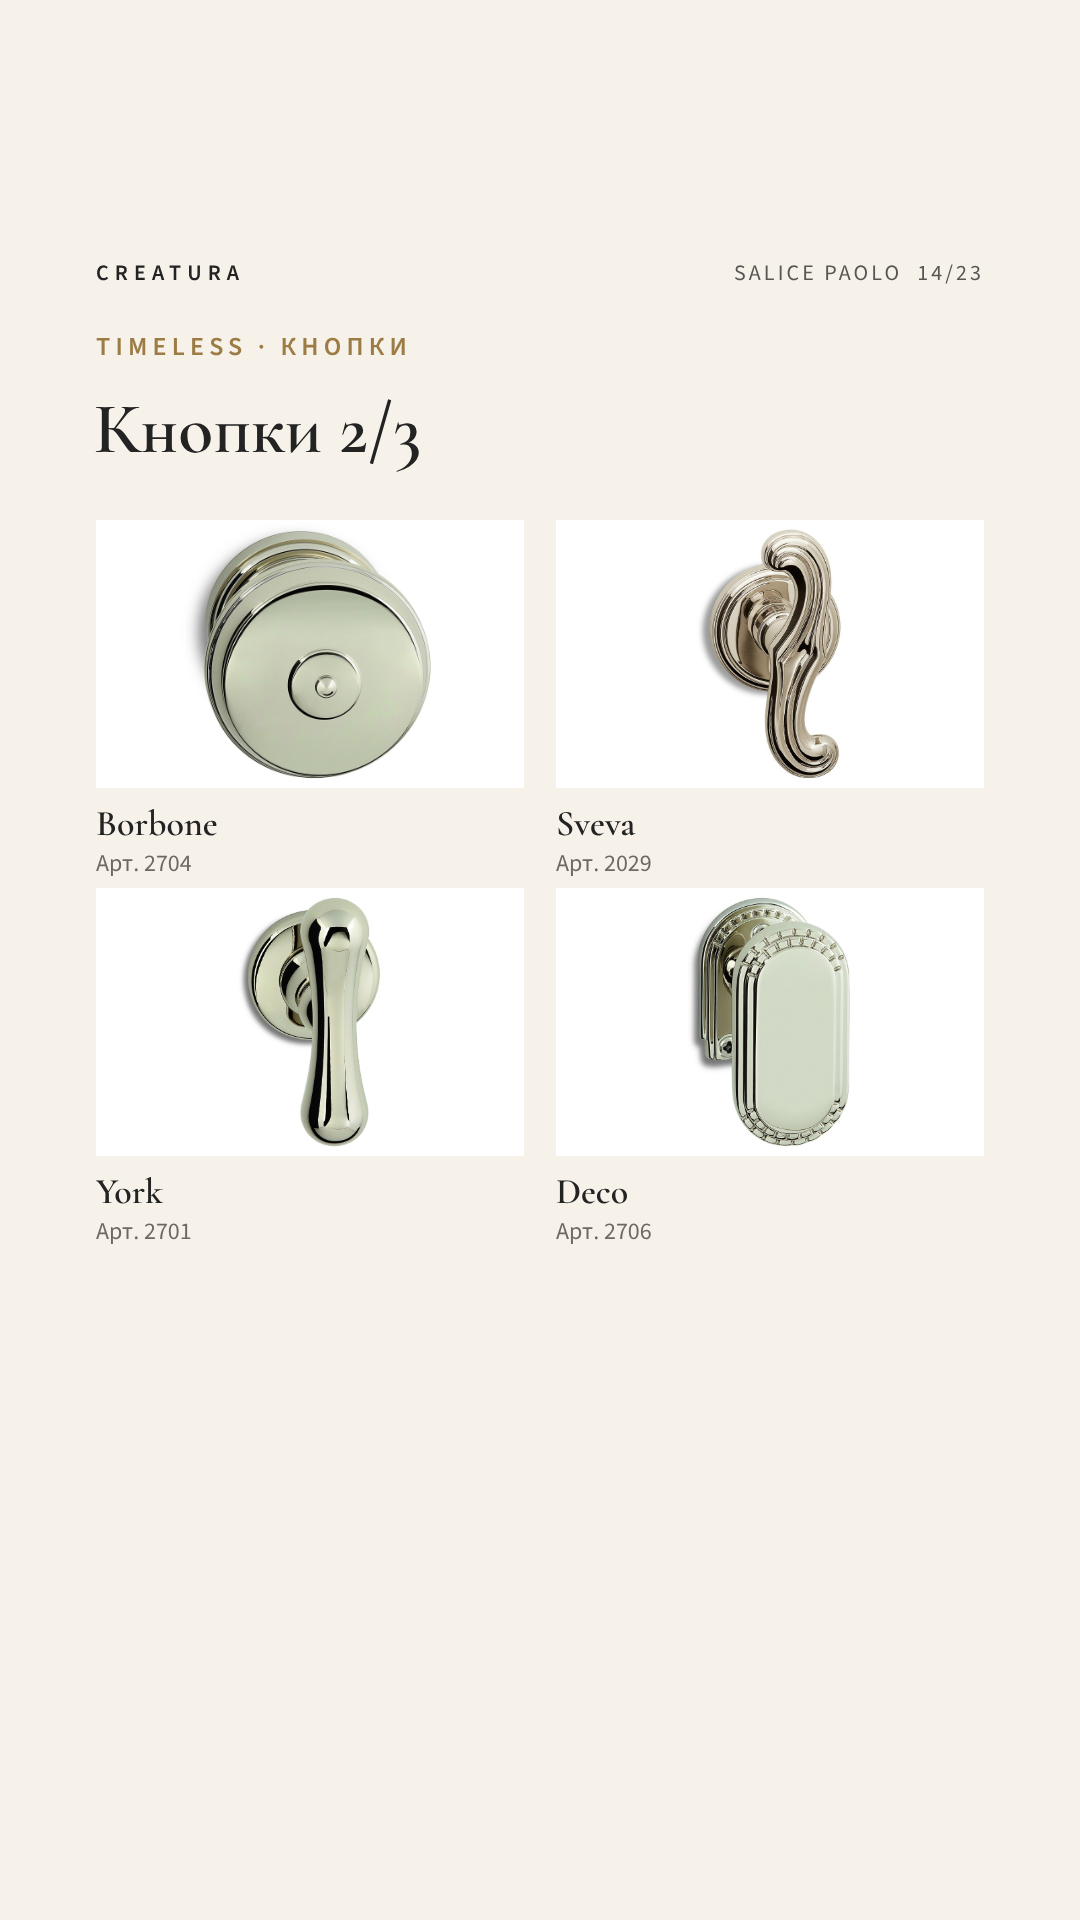 CREATURA
SALICE PAOLO 14/23
TIMELESS · КНОПКИ
Кнопки 2/3
Borbone
Арт. 2704
Sveva
Арт. 2029
York
Арт. 2701
Deco
Арт. 2706